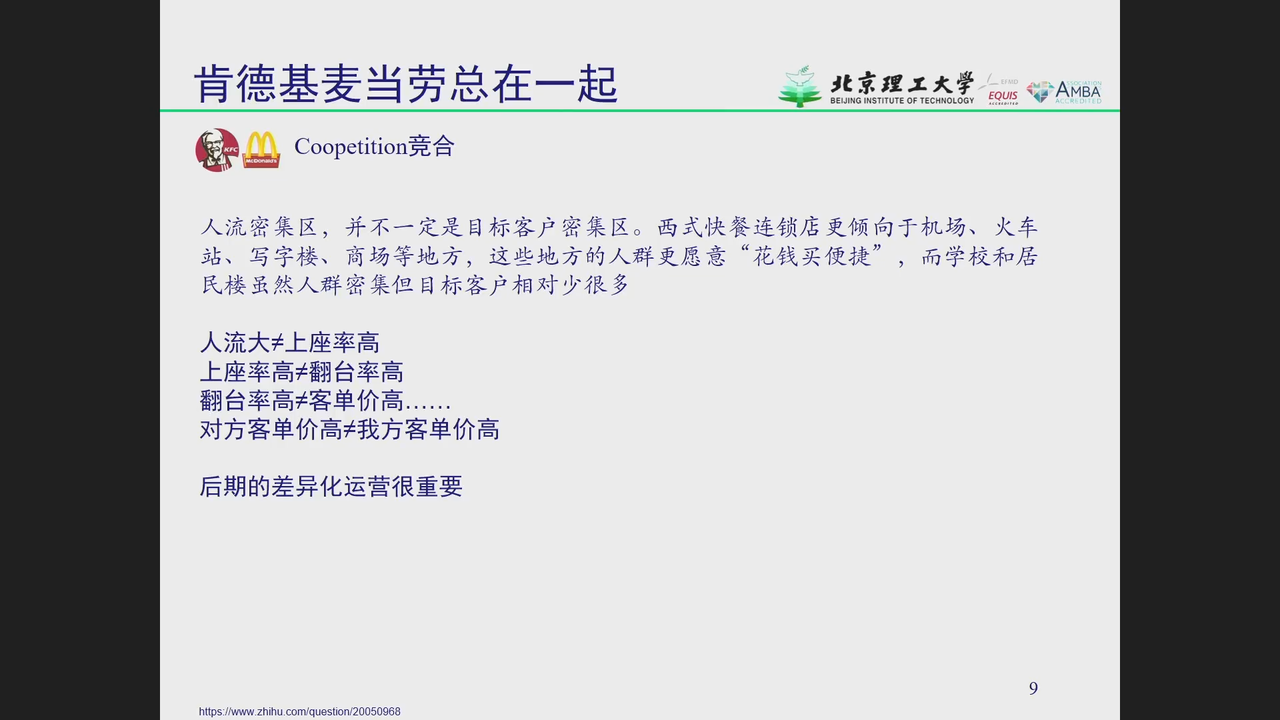 肯德基麦当劳总在一起
北京理工大学
BEIJING INSTITUTE OF TECHNOLOGY
EFMD
EQUIS
ACCREDITED
ASSOCIATION
AMBA
ACCREDITED
KFC
McDonald's
Coopetition竞合
人流密集区，并不一定是目标客户密集区。西式快餐连锁店更倾向于机场、火车
站、写字楼、商场等地方，这些地方的人群更愿意“花钱买便捷”，而学校和居
民楼虽然人群密集但目标客户相对少很多
人流大≠上座率高
上座率高≠翻台率高
翻台率高≠客单价高……
对方客单价高≠我方客单价高
后期的差异化运营很重要
9
https://www.zhihu.com/question/20050968